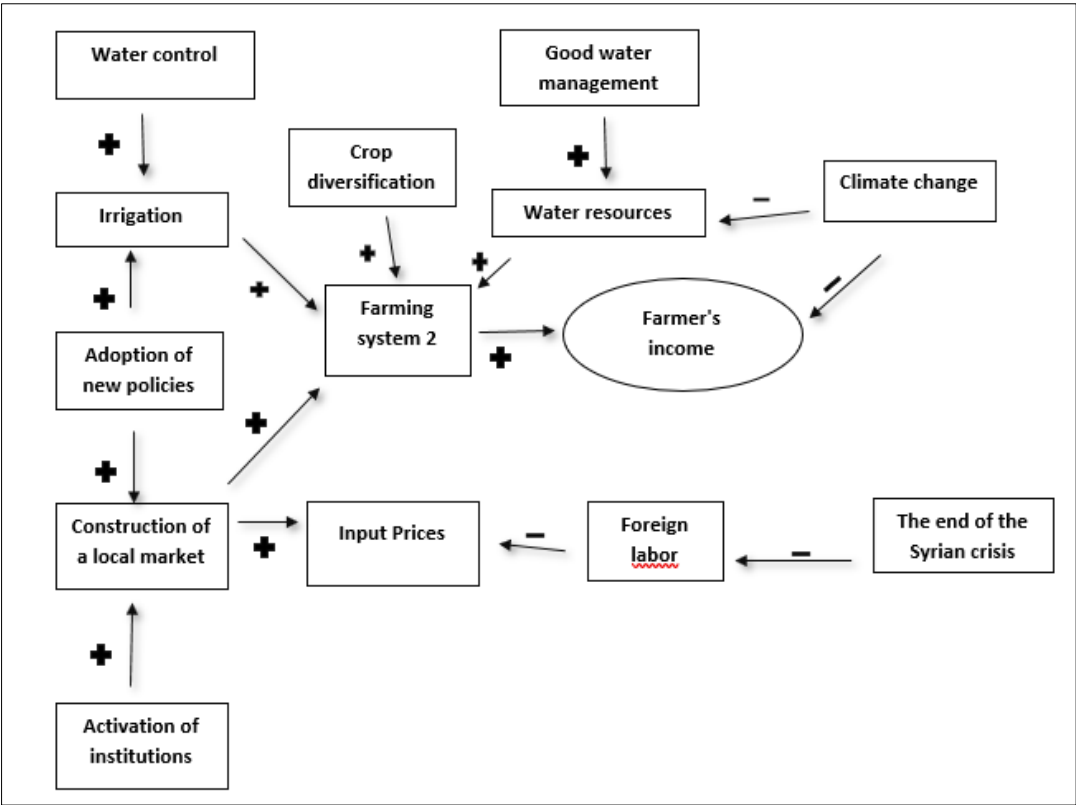 Water control
Good water
management
Crop
diversification
Climate change
Irrigation
Water resources
Farming
system 2
Farmer's
income
Adoption of
new policies
Construction of
a local market
Input Prices
Foreign
labor
The end of the
Syrian crisis
Activation of
institutions